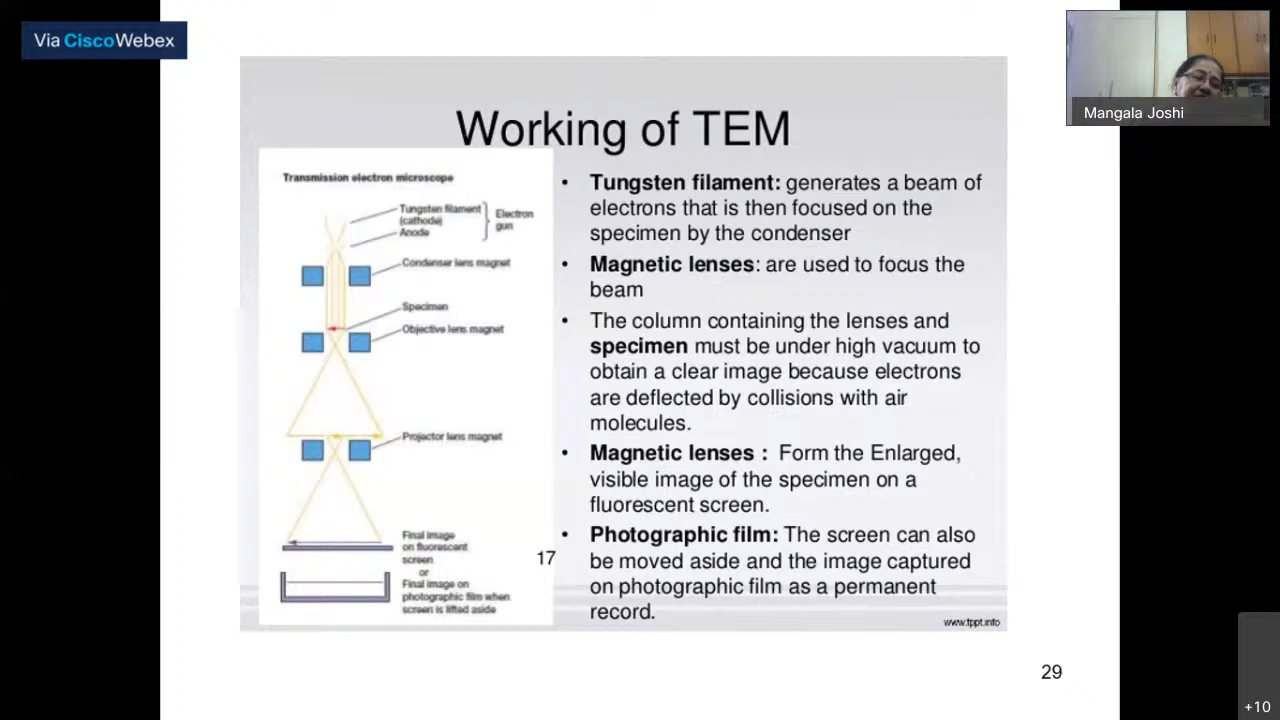 Via CiscoWebex
Mangala Joshi
Working of TEM
Transmission electron microscope
Tungsten filament
(cathode)
Anode
Electron
gun
Condenser lens magnet
Specimen
Objective lens magnet
Projector lens magnet
Final image
on fluorescent
screen
or
Final image on
photographic film when
screen is lifted aside
17
• Tungsten filament: generates a beam of
electrons that is then focused on the
specimen by the condenser
• Magnetic lenses: are used to focus the
beam
• The column containing the lenses and
specimen must be under high vacuum to
obtain a clear image because electrons
are deflected by collisions with air
molecules.
• Magnetic lenses : Form the Enlarged,
visible image of the specimen on a
fluorescent screen.
• Photographic film: The screen can also
be moved aside and the image captured
on photographic film as a permanent
record.
www.fppt.info
29
+10